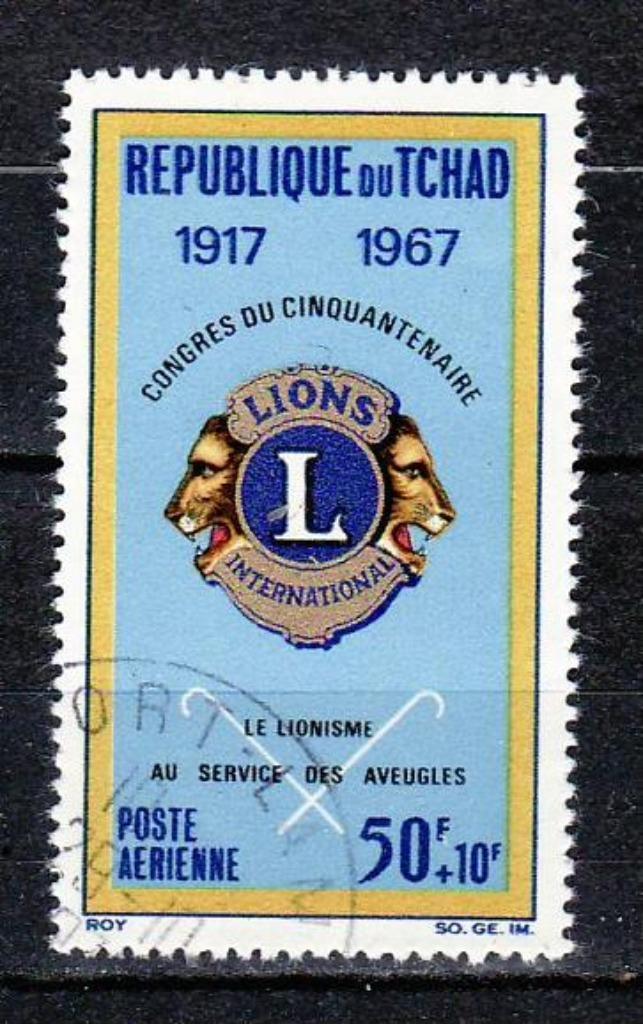 REPUBLIQUE DU TCHAD
1917 1967
CONGRES DU CINQUANTENAIRE
LIONS
L
INTERNATIONAL
LE LIONISME
AU SERVICE DES AVEUGLES
POSTE
AERIENNE
50F+10F
ROY
SO. GE. IM.